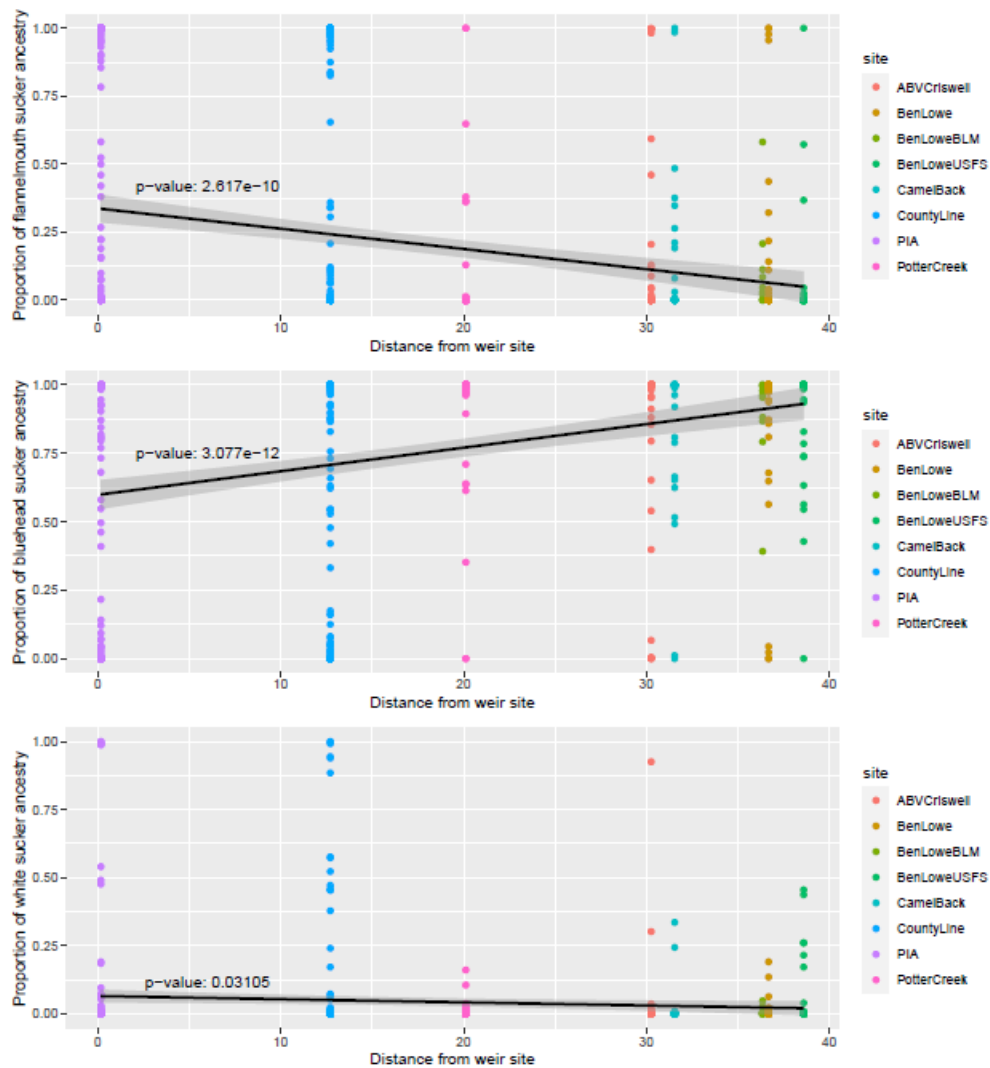 Proportion of flannelmouth sucker ancestry
1.00
0.75
0.50
0.25
0.00
p−value: 2.617e−10
0
10
20
30
40
Distance from weir site
site
ABVCriswell
BenLowe
BenLoweBLM
BenLoweUSFS
CamelBack
CountyLine
PIA
PotterCreek
Proportion of bluehead sucker ancestry
1.00
0.75
0.50
0.25
0.00
p−value: 3.077e−12
0
10
20
30
40
Distance from weir site
site
ABVCriswell
BenLowe
BenLoweBLM
BenLoweUSFS
CamelBack
CountyLine
PIA
PotterCreek
Proportion of white sucker ancestry
1.00
0.75
0.50
0.25
0.00
p−value: 0.03105
0
10
20
30
40
Distance from weir site
site
ABVCriswell
BenLowe
BenLoweBLM
BenLoweUSFS
CamelBack
CountyLine
PIA
PotterCreek